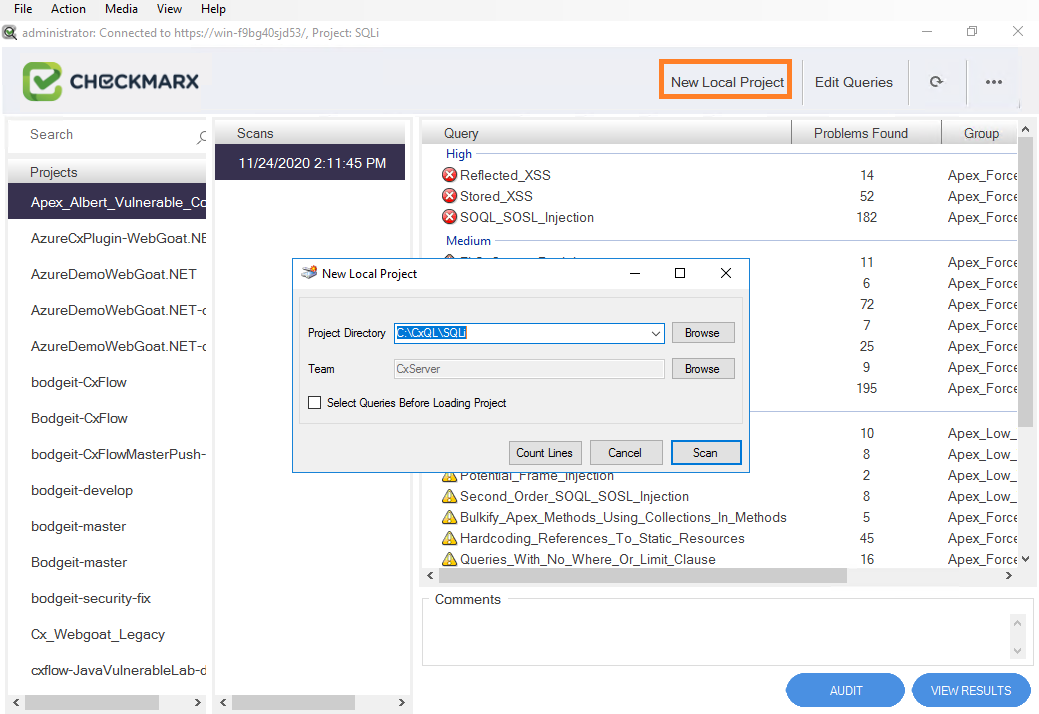 File Action Media View Help
administrator: Connected to https://win-f9bg40sjd53/, Project: SQLi
CHECKMARX
New Local Project
Edit Queries
Search
Projects
Apex_Albert_Vulnerable_Co
AzureCxPlugin-WebGoat.NE
AzureDemoWebGoat.NET
AzureDemoWebGoat.NET-c
AzureDemoWebGoat.NET-c
bodgeit-CxFlow
Bodgeit-CxFlow
bodgeit-CxFlowMasterPush-
bodgeit-develop
bodgeit-master
Bodgeit-master
bodgeit-security-fix
Cx_Webgoat_Legacy
cxflow-JavaVulnerableLab-d
Scans
11/24/2020 2:11:45 PM
Query Problems Found Group
High
Reflected_XSS 14 Apex_Force
Stored_XSS 52 Apex_Force
SOQL_SOSL_Injection 182 Apex_Force
Medium
11 Apex_Force
6 Apex_Force
72 Apex_Force
7 Apex_Force
25 Apex_Force
9 Apex_Force
195 Apex_Force
10 Apex_Low_
8 Apex_Low_
Potential_Frame_Injection 2 Apex_Low_
Second_Order_SOQL_SOSL_Injection 8 Apex_Low_
Bulkify_Apex_Methods_Using_Collections_In_Methods 5 Apex_Force
Hardcoding_References_To_Static_Resources 45 Apex_Force
Queries_With_No_Where_Or_Limit_Clause 16 Apex_Force
New Local Project
Project Directory C:\CxQL\SQLi Browse
Team CxServer Browse
Select Queries Before Loading Project
Count Lines Cancel Scan
Comments
AUDIT VIEW RESULTS